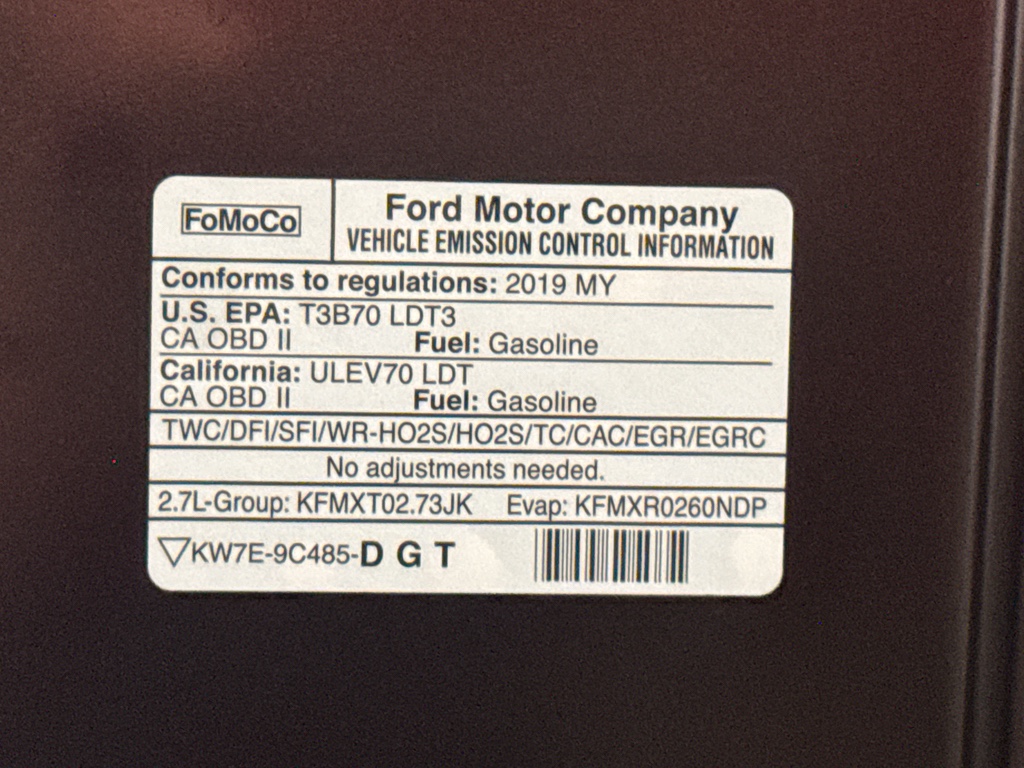 FoMoCo
Ford Motor Company
VEHICLE EMISSION CONTROL INFORMATION
Conforms to regulations: 2019 MY
U.S. EPA: T3B70 LDT3
CA OBD II Fuel: Gasoline
California: ULEV70 LDT
CA OBD II Fuel: Gasoline
TWC/DFI/SFI/WR-HO2S/HO2S/TC/CAC/EGR/EGRC
No adjustments needed.
2.7L-Group: KFMXT02.73JK Evap: KFMXR0260NDP
▽KW7E-9C485-D G T